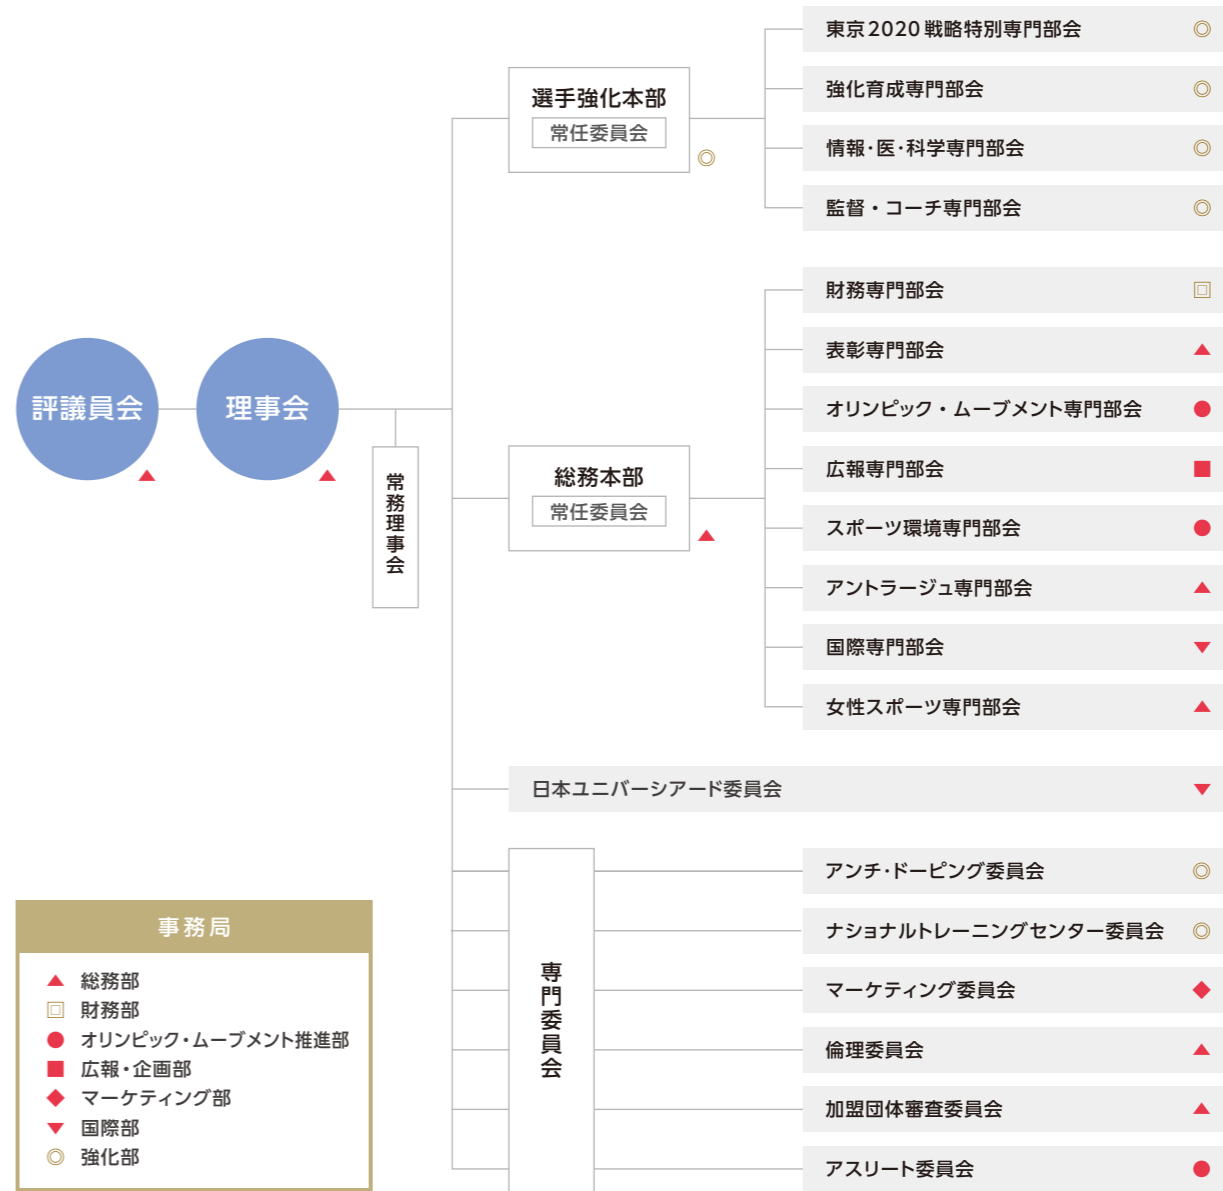 東京2020戦略特別専門部会 ◎
強化育成専門部会 ◎
情報・医・科学専門部会 ◎
監督・コーチ専門部会 ◎
選手強化本部
常任委員会
◎
財務専門部会 回
表彰専門部会 ▲
オリンピック・ムーブメント専門部会 ●
広報専門部会 ■
スポーツ環境専門部会 ●
アントラージュ専門部会 ▲
国際専門部会 ▼
女性スポーツ専門部会 ▲
評議員会 ▲
理事会 ▲
常務理事会
総務本部
常任委員会
▲
日本ユニバーシアード委員会 ▼
専門委員会
アンチ・ドーピング委員会 ◎
ナショナルトレーニングセンター委員会 ◎
マーケティング委員会 ◆
倫理委員会 ▲
加盟団体審査委員会 ▲
アスリート委員会 ●
事務局
▲ 総務部
回 財務部
● オリンピック・ムーブメント推進部
■ 広報・企画部
◆ マーケティング部
▼ 国際部
◎ 強化部